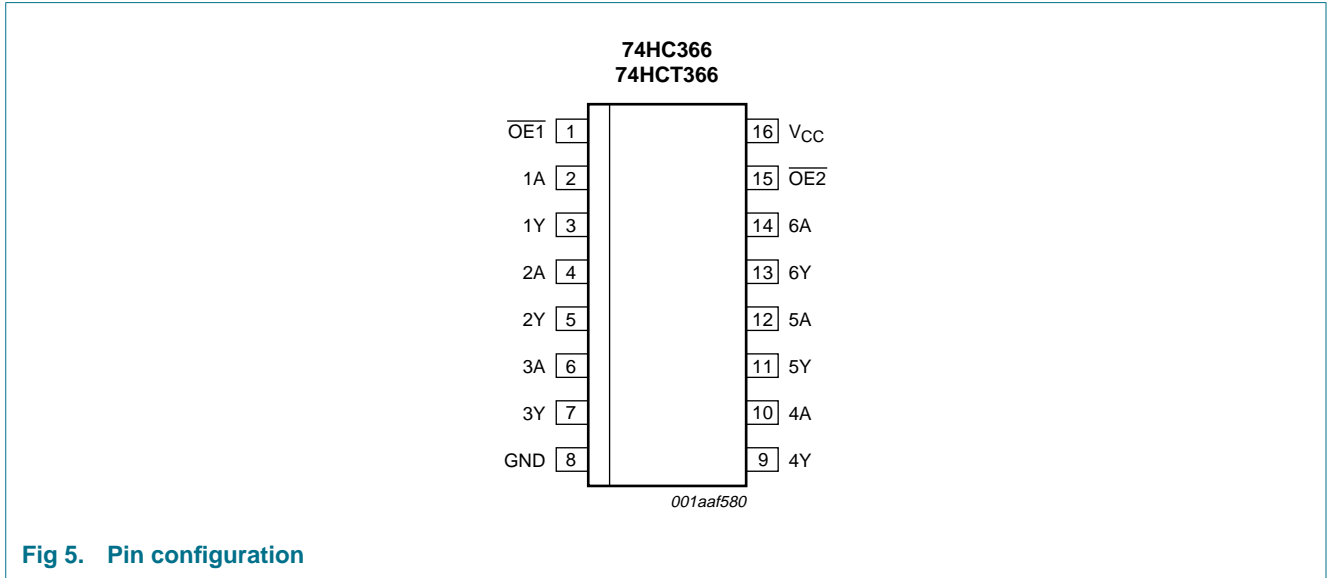 74HC366
74HCT366
OE1 1
1A 2
1Y 3
2A 4
2Y 5
3A 6
3Y 7
GND 8
16 VCC
15 OE2
14 6A
13 6Y
12 5A
11 5Y
10 4A
9 4Y
001aaf580
Fig 5. Pin configuration